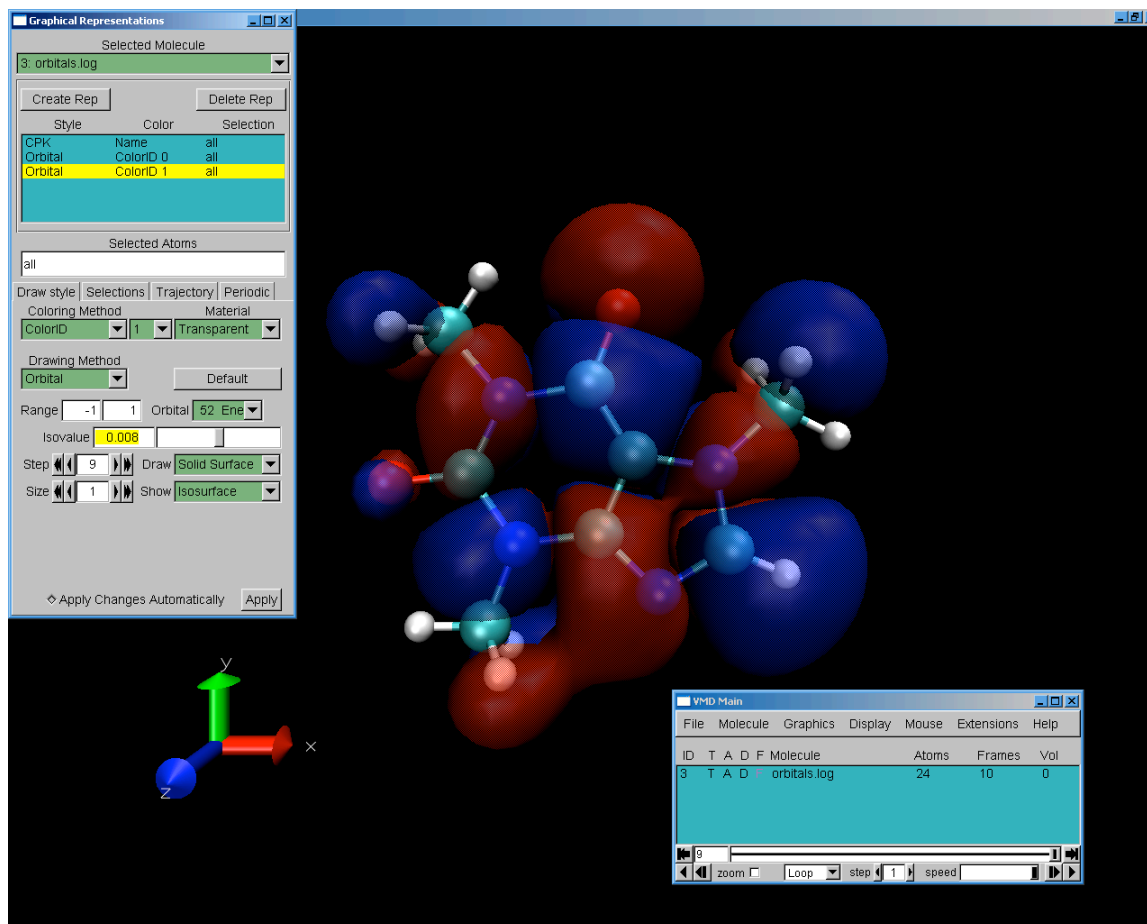 Graphical Representations
Selected Molecule
3: orbitals.log
Create Rep Delete Rep
Style Color Selection
CPK Name all
Orbital ColorID 0 all
Orbital ColorID 1 all
Selected Atoms
all
Draw style Selections Trajectory Periodic
Coloring Method Material
ColorID 1 Transparent
Drawing Method
Orbital Default
Range -1 1 Orbital 52 Ene
Isovalue 0.008
Step 9 Draw Solid Surface
Size 1 Show Isosurface
Apply Changes Automatically Apply
y
x
z
VMD Main
File Molecule Graphics Display Mouse Extensions Help
ID T A D F Molecule Atoms Frames Vol
3 T A D F orbitals.log 24 10 0
9
zoom Loop step 1 speed